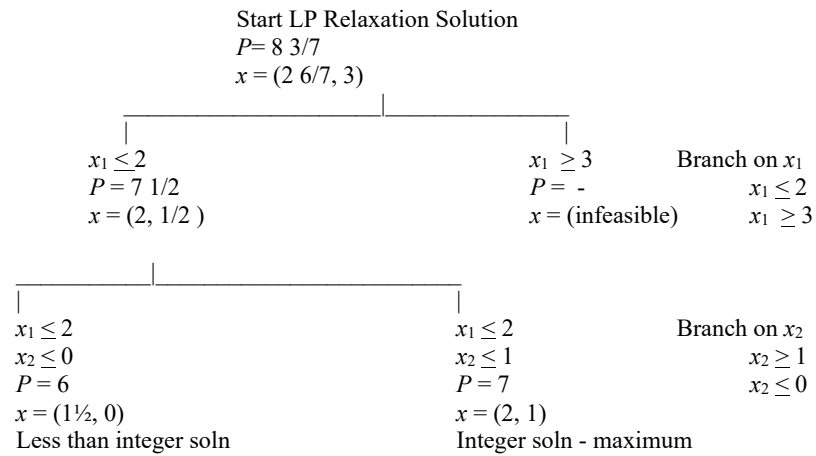 Start LP Relaxation Solution
P= 8 3/7
x = (2 6/7, 3)
x1 ≤ 2
P = 7 1/2
x = (2, 1/2 )
x1 ≥ 3
P = -
x = (infeasible)
Branch on x1
x1 ≤ 2
x1 ≥ 3
x1 ≤ 2
x2 ≤ 0
P = 6
x = (1½, 0)
Less than integer soln
x1 ≤ 2
x2 ≤ 1
P = 7
x = (2, 1)
Integer soln - maximum
Branch on x2
x2 ≥ 1
x2 ≤ 0